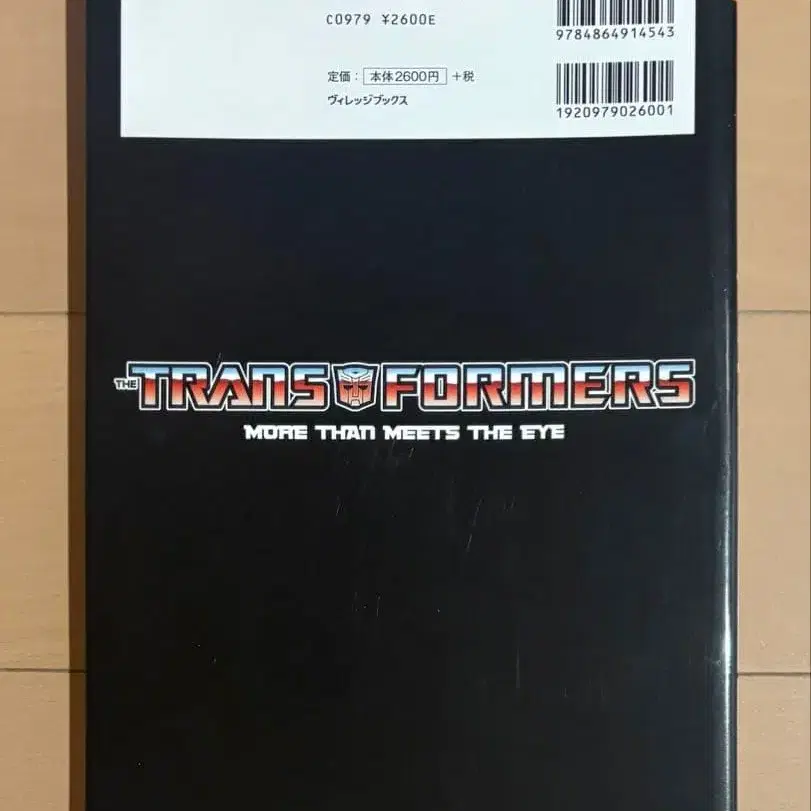 C0979 ¥2600E
9784864914543
定価： 本体2600円 +税
ヴィレッジブックス
1920979026001
THE TRANSFORMERS
MORE THAN MEETS THE EYE